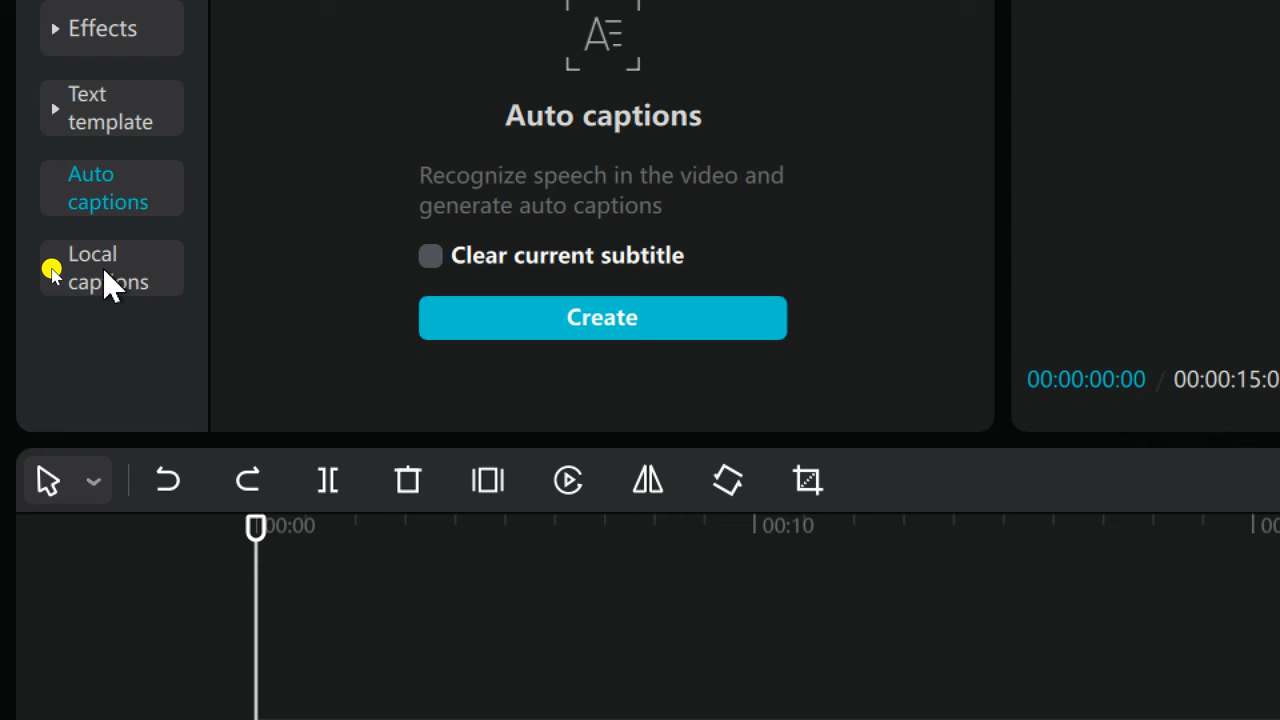 Effects
Text
template
Auto
captions
Local
captions
Auto captions
Recognize speech in the video and
generate auto captions
Clear current subtitle
Create
00:00:00:00 / 00:00:15:0
00:00
00:10
00